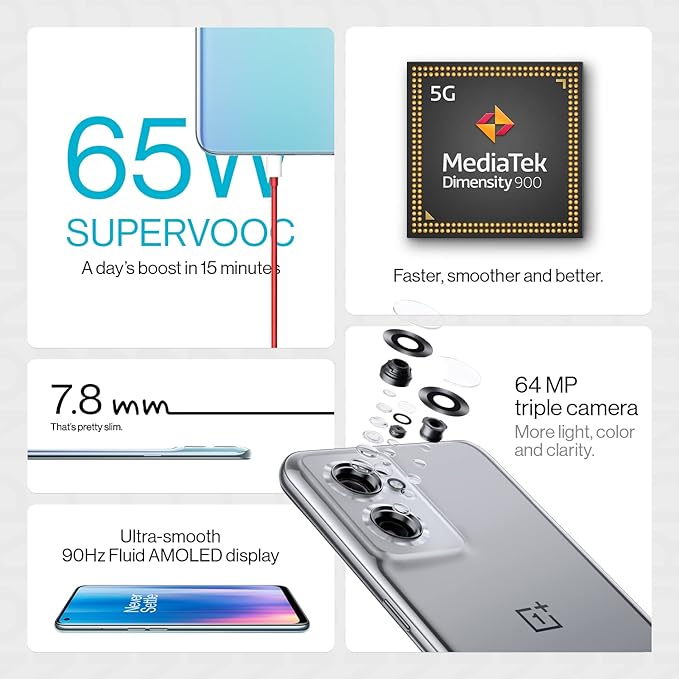 65W
SUPERVOOC
A day's boost in 15 minutes
5G
MediaTek
Dimensity 900
Faster, smoother and better.
7.8 mm
That's pretty slim.
64 MP
triple camera
More light, color
and clarity.
Ultra-smooth
90Hz Fluid AMOLED display
Never
Settle
1+